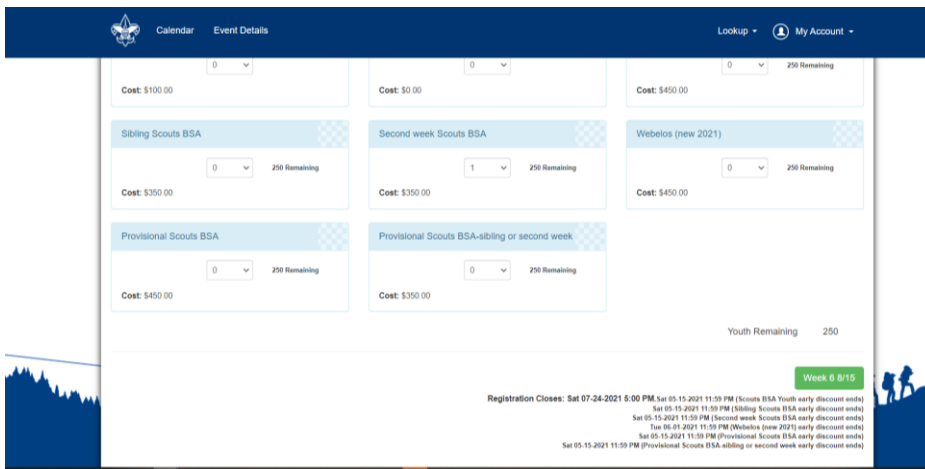 Calendar Event Details Lookup My Account
0 0 0 250 Remaining
Cost: $100.00 Cost: $0.00 Cost: $450.00
Sibling Scouts BSA Second week Scouts BSA Webelos (new 2021)
0 250 Remaining 1 250 Remaining 0 250 Remaining
Cost: $350.00 Cost: $350.00 Cost: $450.00
Provisional Scouts BSA Provisional Scouts BSA-sibling or second week
0 250 Remaining 0 250 Remaining
Cost: $450.00 Cost: $350.00
Youth Remaining 250
Week 6 8/15
Registration Closes: Sat 07-24-2021 5:00 PM.Sat 05-15-2021 11:59 PM (Scouts BSA Youth early discount ends)
Sat 05-15-2021 11:59 PM (Sibling Scouts BSA early discount ends)
Sat 05-15-2021 11:59 PM (Second week Scouts BSA early discount ends)
Tue 06-01-2021 11:59 PM (Webelos (new 2021) early discount ends)
Sat 05-15-2021 11:59 PM (Provisional Scouts BSA early discount ends)
Sat 05-15-2021 11:59 PM (Provisional Scouts BSA-sibling or second week early discount ends)